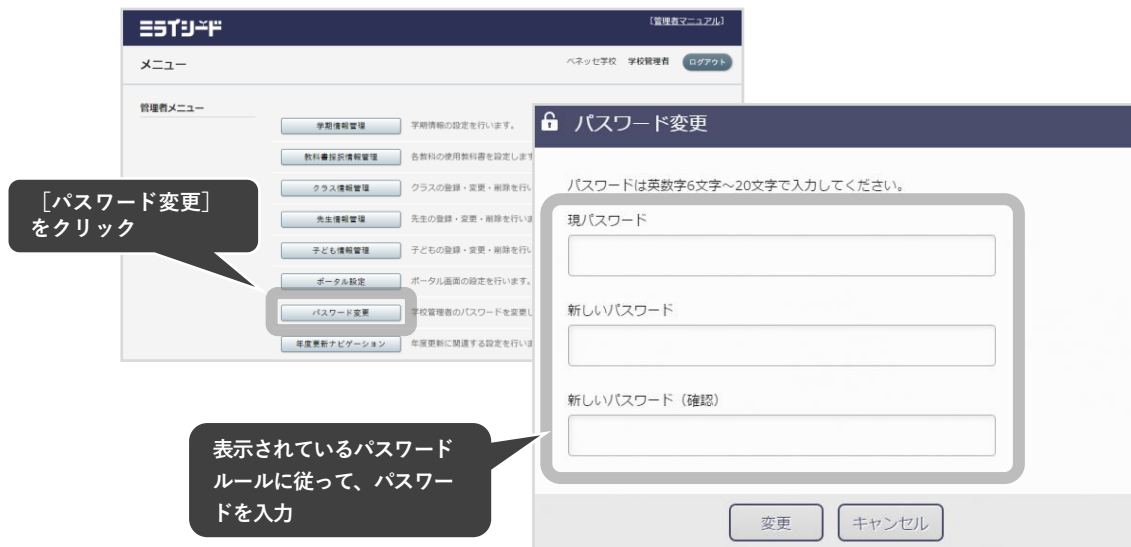 ミライシード
[管理者マニュアル]
メニュー
ベネッセ学校 学校管理者 ログアウト
管理者メニュー
学期情報管理 学期情報の設定を行います。
教科書採択情報管理 各教科の使用教科書を設定します
クラス情報管理 クラスの登録・変更・削除を行い
先生情報管理 先生の登録・変更・削除を行いま
子ども情報管理 子どもの登録・変更・削除を行い
ポータル設定 ポータル画面の設定を行います。
パスワード変更 学校管理者のパスワードを変更し
年度更新ナビゲーション 年度更新に関連する設定を行いま
［パスワード変更］
をクリック
パスワード変更
パスワードは英数字6文字～20文字で入力してください。
現パスワード
新しいパスワード
新しいパスワード（確認）
変更 キャンセル
表示されているパスワード
ルールに従って、パスワー
ドを入力